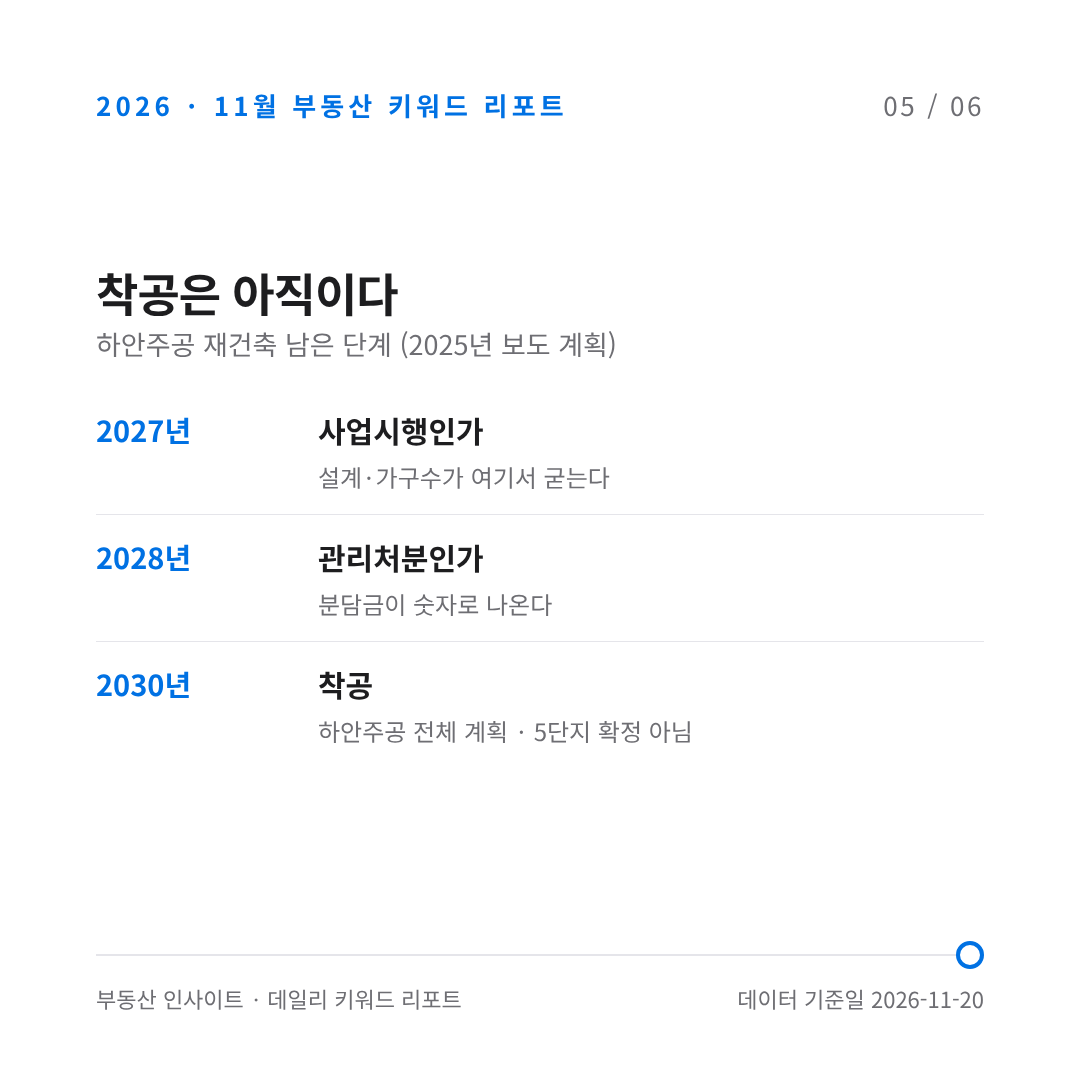 2026 · 11월 부동산 키워드 리포트
05 / 06
착공은 아직이다
하안주공 재건축 남은 단계 (2025년 보도 계획)
2027년
사업시행인가
설계·가구수가 여기서 굳는다
2028년
관리처분인가
분담금이 숫자로 나온다
2030년
착공
하안주공 전체 계획 · 5단지 확정 아님
부동산 인사이트 · 데일리 키워드 리포트
데이터 기준일 2026-11-20